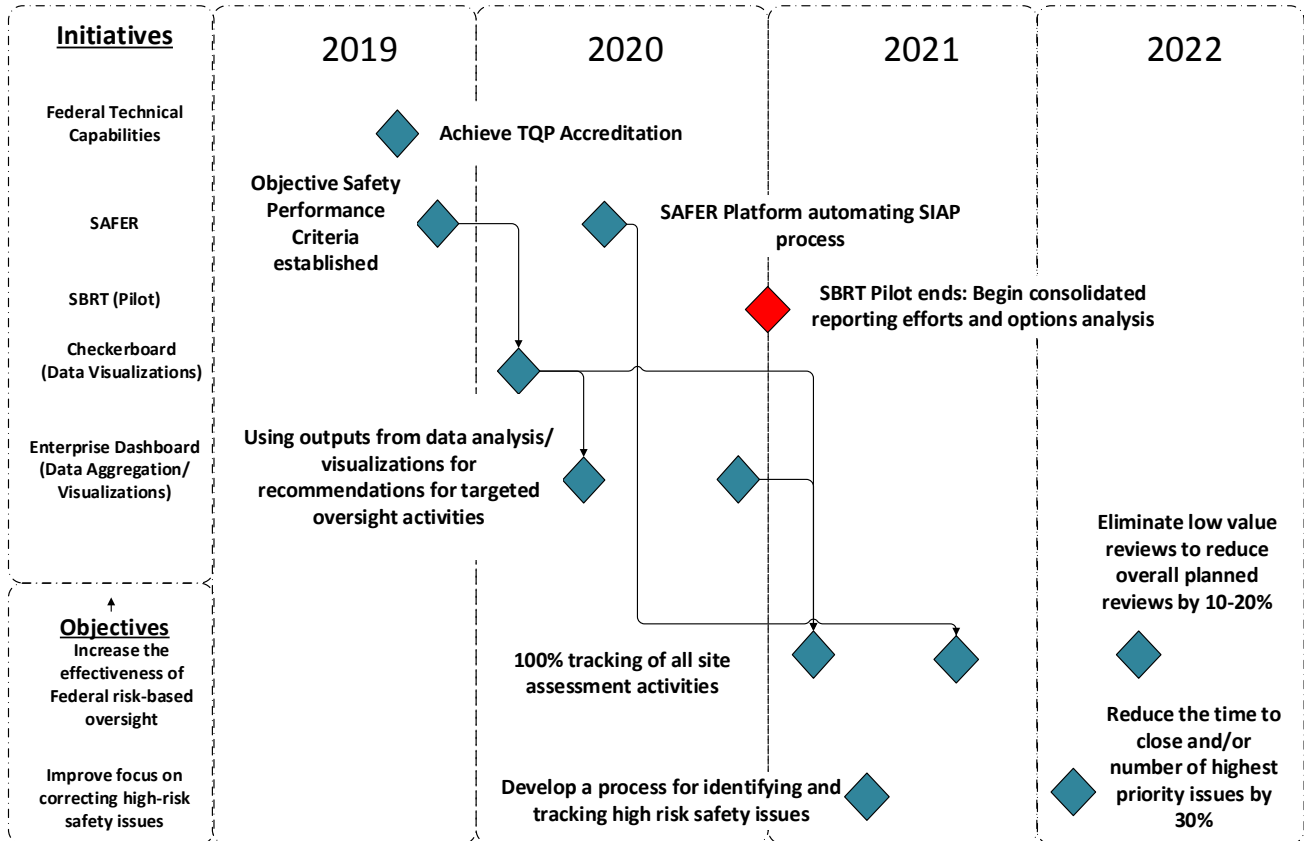 Initiatives
2019
2020
2021
2022
Federal Technical
Capabilities
Achieve TQP Accreditation
SAFER
Objective Safety
Performance
Criteria
established
SAFER Platform automating SIAP
process
SBRT (Pilot)
SBRT Pilot ends: Begin consolidated
reporting efforts and options analysis
Checkerboard
(Data Visualizations)
Enterprise Dashboard
(Data Aggregation/
Visualizations)
Using outputs from data analysis/
visualizations for
recommendations for targeted
oversight activities
Eliminate low value
reviews to reduce
overall planned
reviews by 10-20%
Objectives
Increase the
effectiveness of
Federal risk-based
oversight
100% tracking of all site
assessment activities
Improve focus on
correcting high-risk
safety issues
Develop a process for identifying and
tracking high risk safety issues
Reduce the time to
close and/or
number of highest
priority issues by
30%